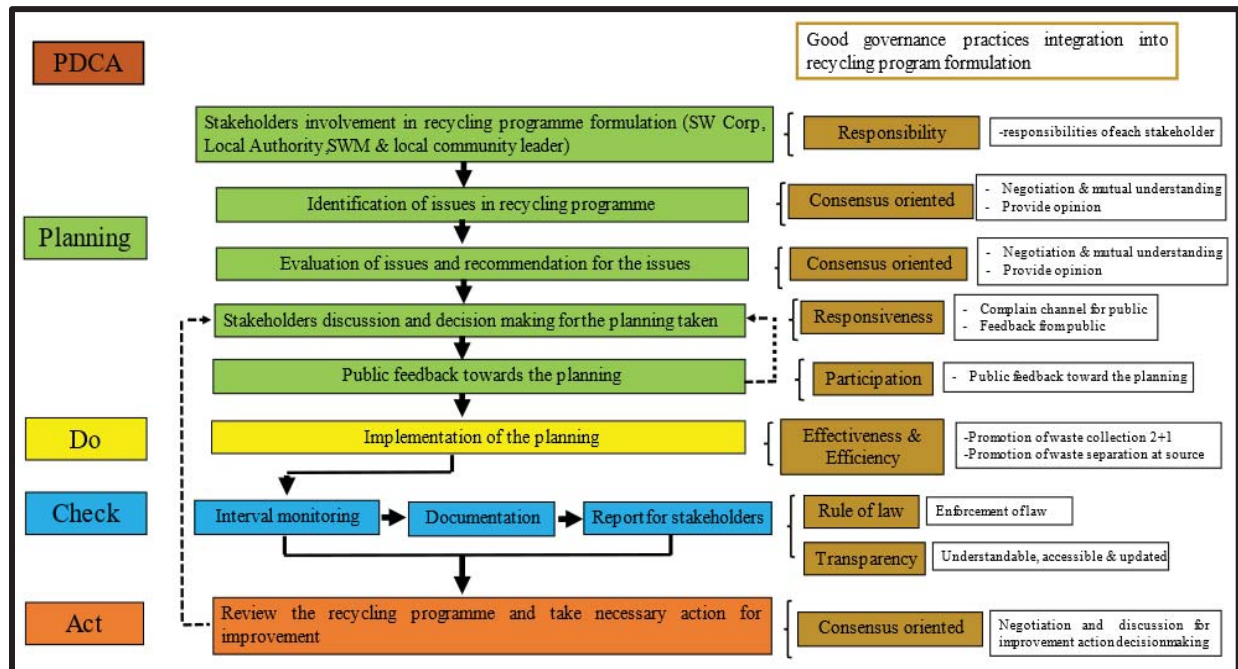 PDCA
Good governance practices integration into
recycling program formulation
Stakeholders involvement in recycling programme formulation (SW Corp,
Local Authority,SWM & local community leader)
Responsibility
-responsibilities of each stakeholder
Planning
Identification of issues in recycling programme
Consensus oriented
- Negotiation & mutual understanding
- Provide opinion
Evaluation of issues and recommendation for the issues
Consensus oriented
- Negotiation & mutual understanding
- Provide opinion
Stakeholders discussion and decision making for the planning taken
Responsiveness
- Complain channel for public
- Feedback from public
Public feedback towards the planning
Participation
- Public feedback toward the planning
Do
Implementation of the planning
Effectiveness &
Efficiency
-Promotion of waste collection 2+1
-Promotion of waste separation at source
Check
Interval monitoring
Documentation
Report for stakeholders
Rule of law
Enforcement of law
Transparency
Understandable, accessible & updated
Act
Review the recycling programme and take necessary action for
improvement
Consensus oriented
Negotiation and discussion for
improvement action decisionmaking